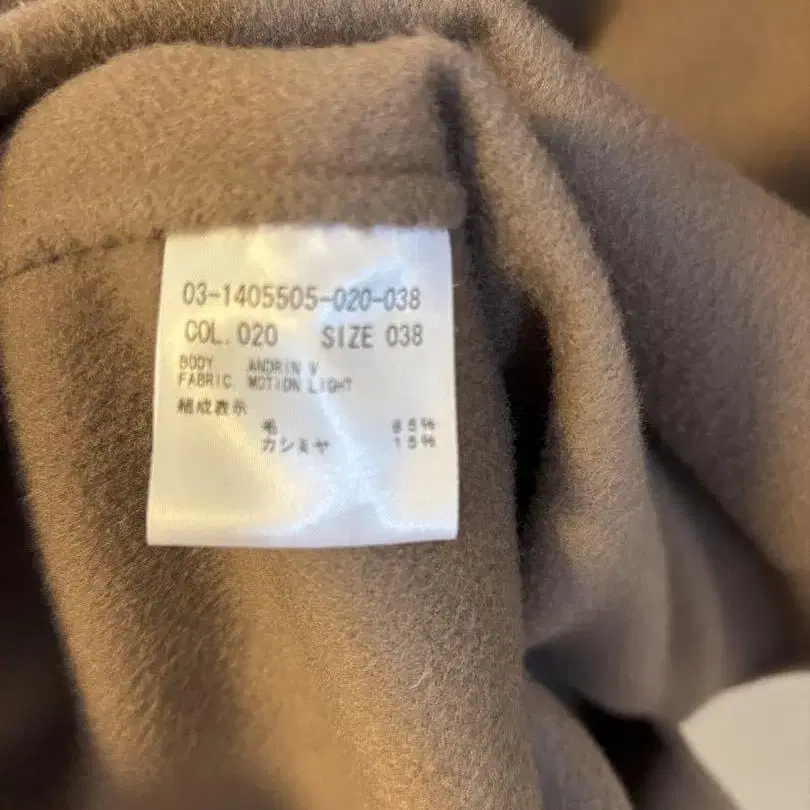 03-1405505-020-038
COL. 020 SIZE 038
BODY ANDRIN V
FABRIC MOTION LIGHT
組成表示
毛 85%
カシミヤ 15%